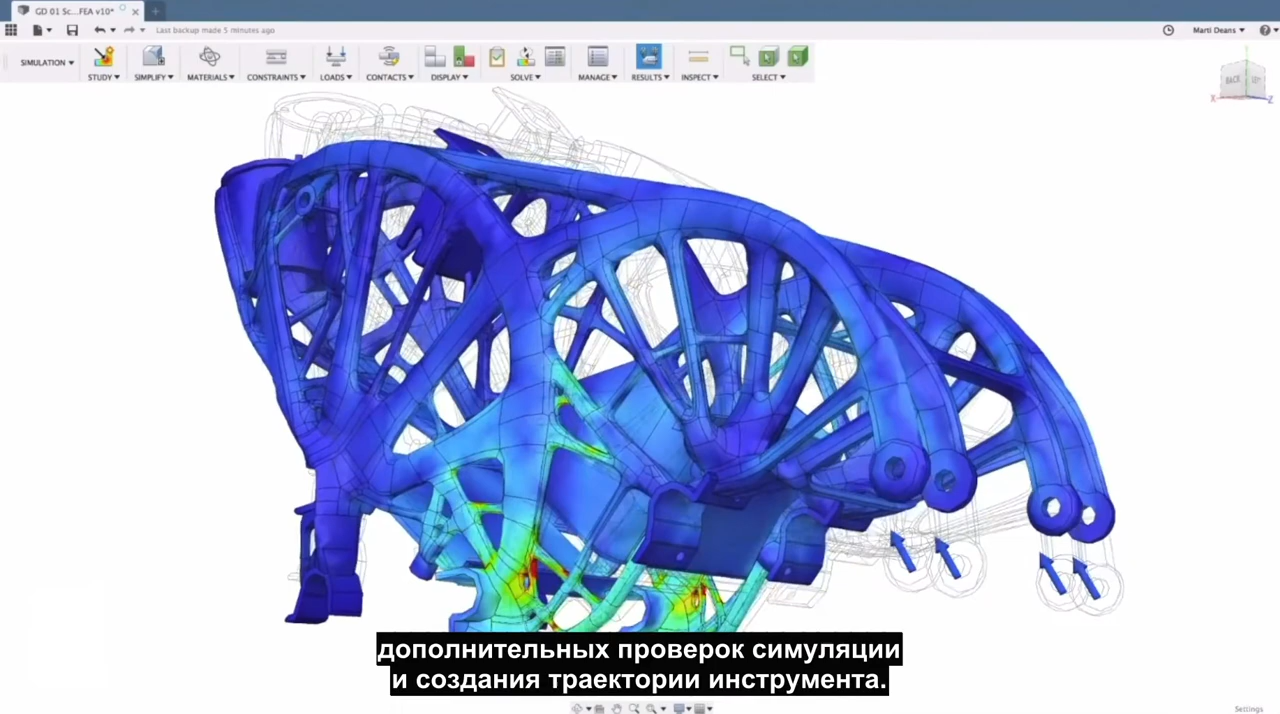 GD 01 Sc...FEA v10*
Last backup made 5 minutes ago
Marti Deans
SIMULATION
STUDY
SIMPLIFY
MATERIALS
CONSTRAINTS
LOADS
CONTACTS
DISPLAY
SOLVE
MANAGE
RESULTS
INSPECT
SELECT
BACK
X
Z
дополнительных проверок симуляции
и создания траектории инструмента.
Settings